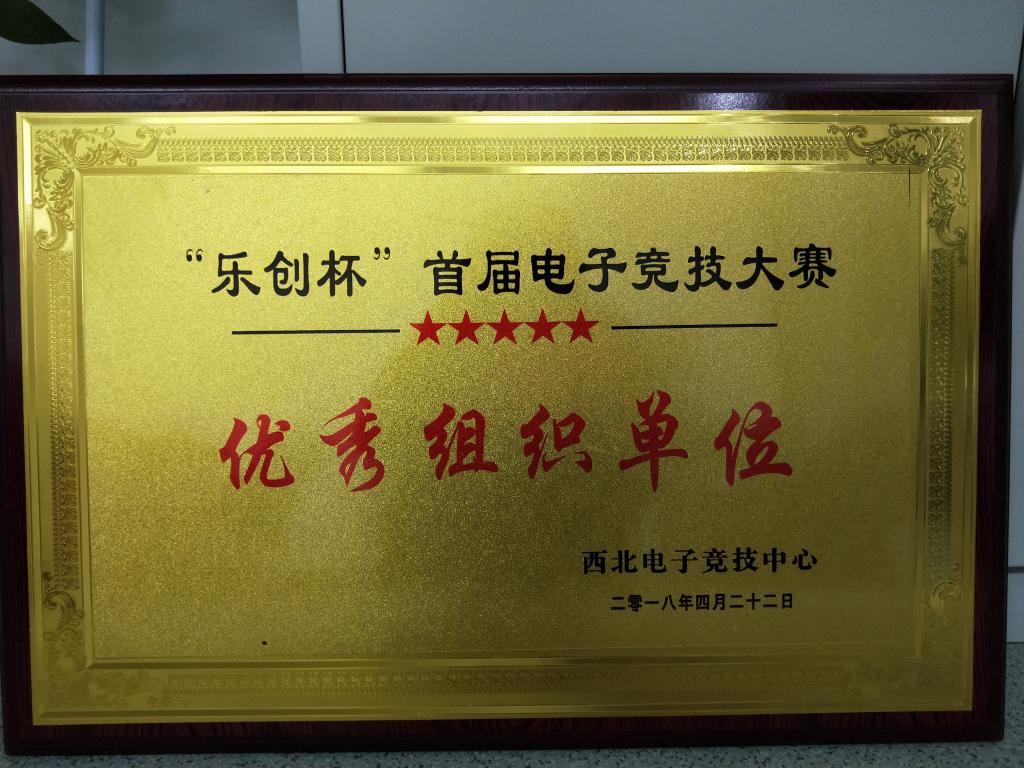 “乐创杯”首届电子竞技大赛
优秀组织单位
西北电子竞技中心
二零一八年四月二十二日